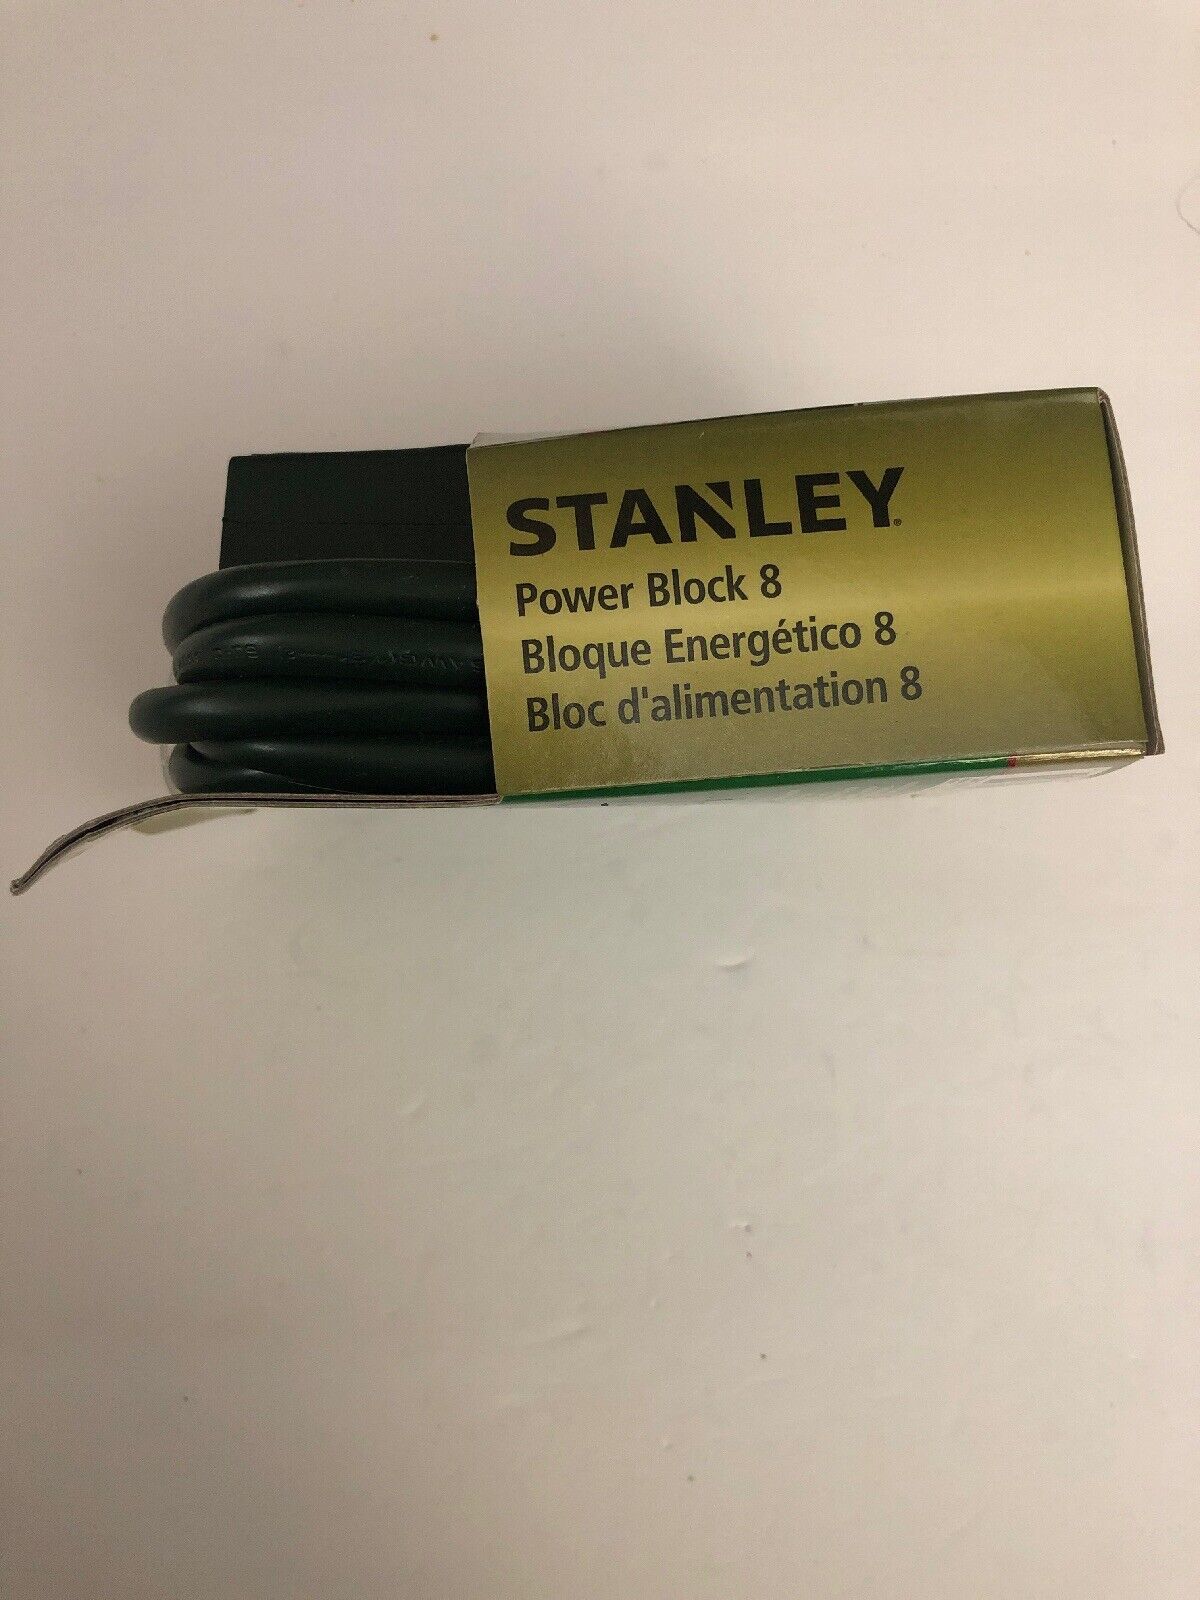 STANLEY
Power Block 8
Bloque Energético 8
Bloc d'alimentation 8